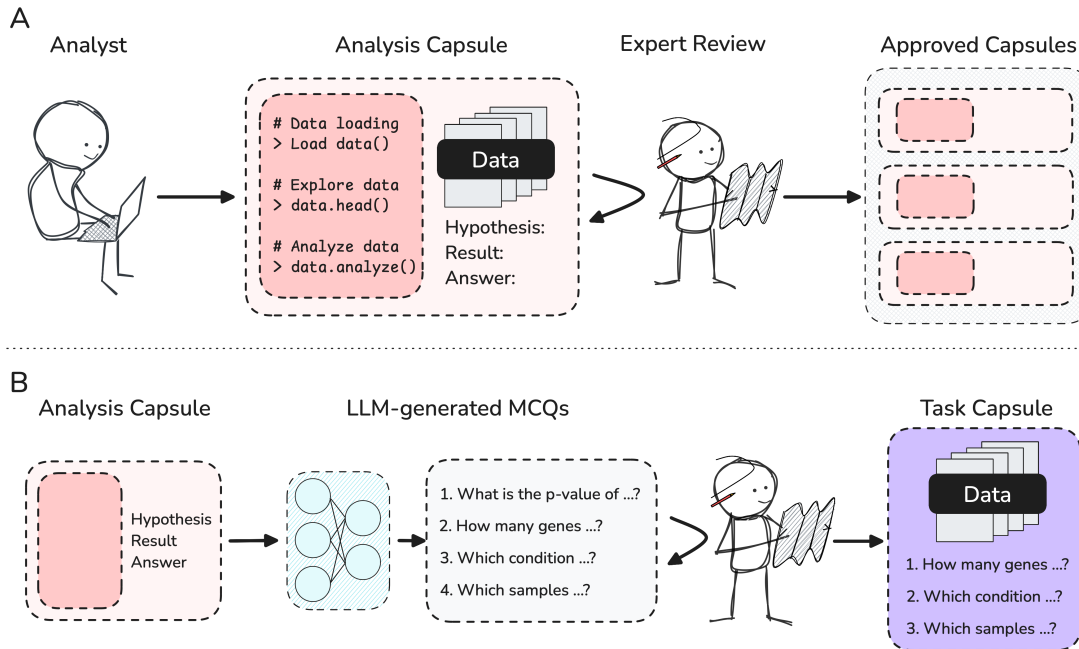 A
Analyst
Analysis Capsule
Expert Review
Approved Capsules
# Data loading
> Load data()
# Explore data
> data.head()
# Analyze data
> data.analyze()
Data
Hypothesis:
Result:
Answer:
B
Analysis Capsule
LLM-generated MCQs
Task Capsule
Hypothesis
Result
Answer
1. What is the p-value of ...?
2. How many genes ...?
3. Which condition ...?
4. Which samples ...?
Data
1. How many genes ...?
2. Which condition ...?
3. Which samples ...?